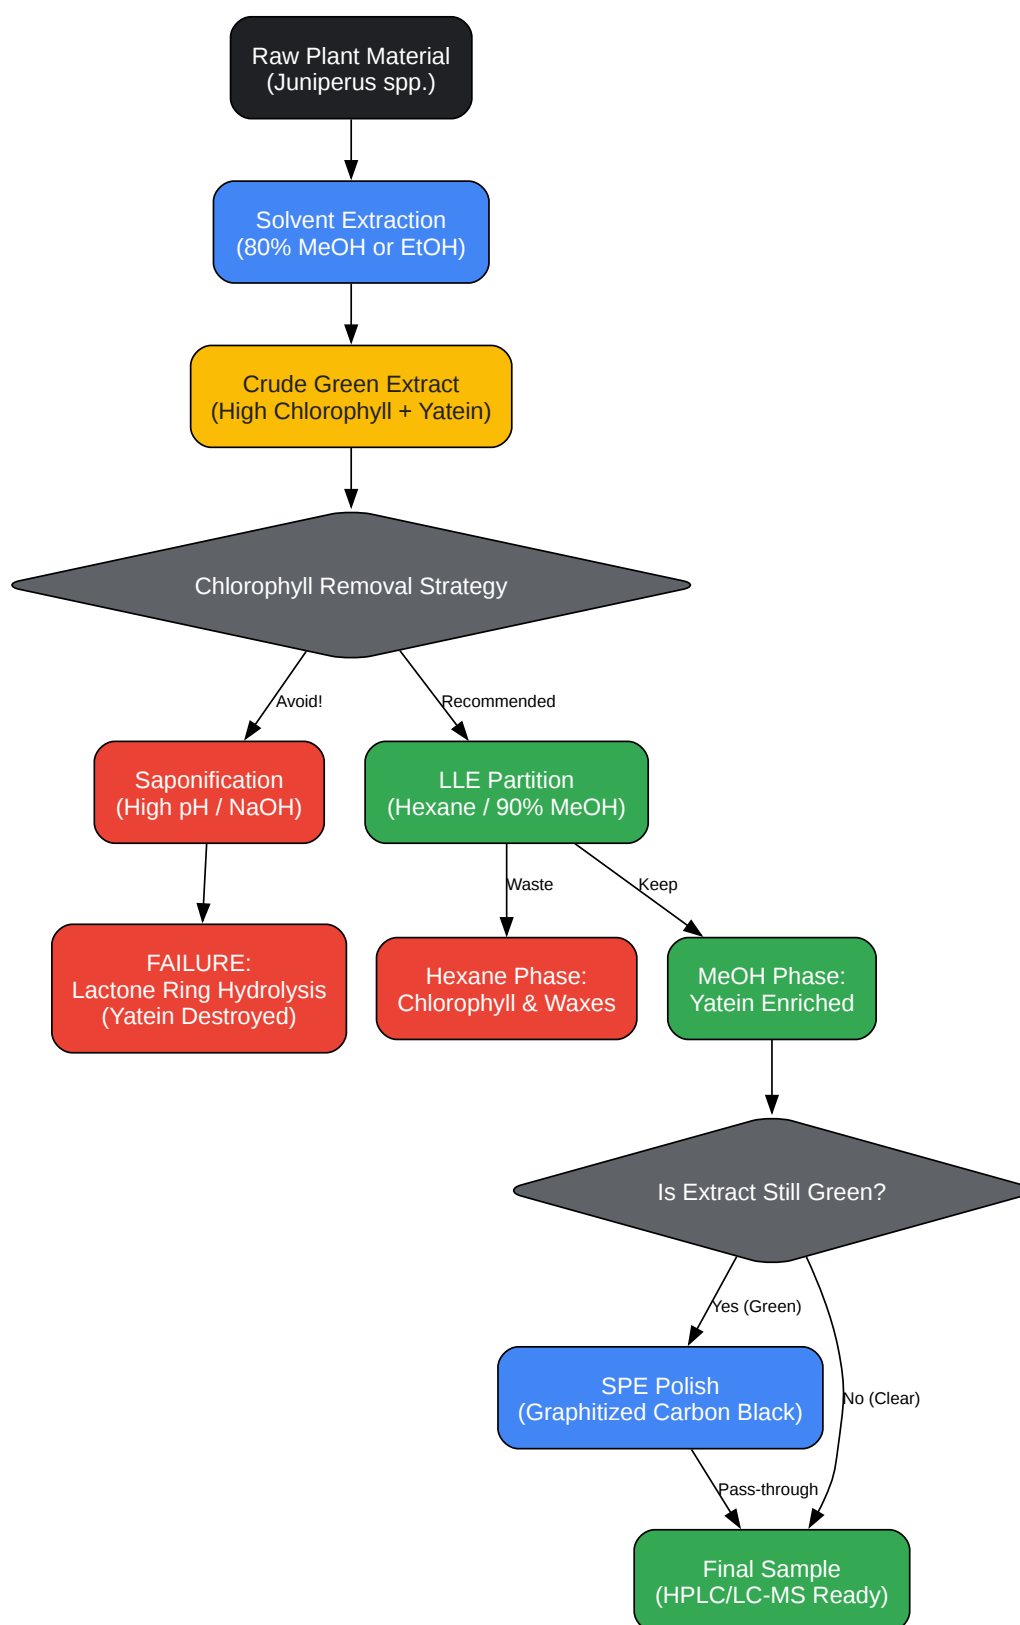 Raw Plant Material
(Juniperus spp.)
Solvent Extraction
(80% MeOH or EtOH)
Crude Green Extract
(High Chlorophyll + Yatein)
Chlorophyll Removal Strategy
Avoid!
Recommended
Saponification
(High pH / NaOH)
LLE Partition
(Hexane / 90% MeOH)
Waste
Keep
FAILURE:
Lactone Ring Hydrolysis
(Yatein Destroyed)
Hexane Phase:
Chlorophyll & Waxes
MeOH Phase:
Yatein Enriched
Is Extract Still Green?
Yes (Green)
SPE Polish
(Graphitized Carbon Black)
No (Clear)
Pass-through
Final Sample
(HPLC/LC-MS Ready)